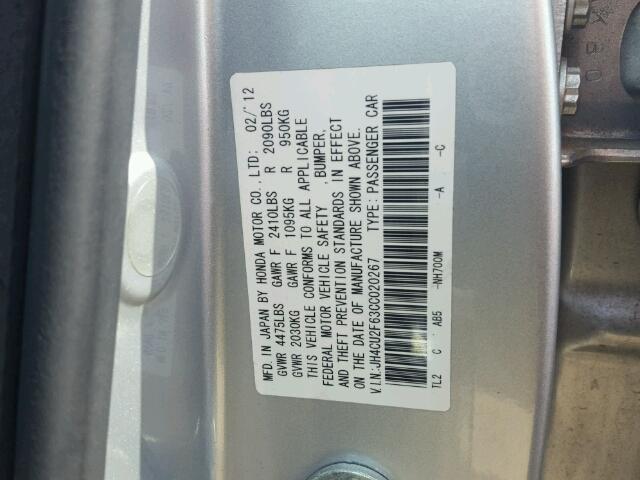 MFD. IN JAPAN BY HONDA MOTOR CO., LTD: 02/'12
GVWR 4475LBS GAWR F 2410LBS R 2090LBS
GVWR 2030KG GAWR F 1095KG R 950KG
THIS VEHICLE CONFORMS TO ALL APPLICABLE
FEDERAL MOTOR VEHICLE SAFETY , BUMPER,
AND THEFT PREVENTION STANDARDS IN EFFECT
ON THE DATE OF MANUFACTURE SHOWN ABOVE.
V.I.N:JH4CU2F63CC020267 TYPE: PASSENGER CAR
TL2 C AB5 -NH700M -A -C